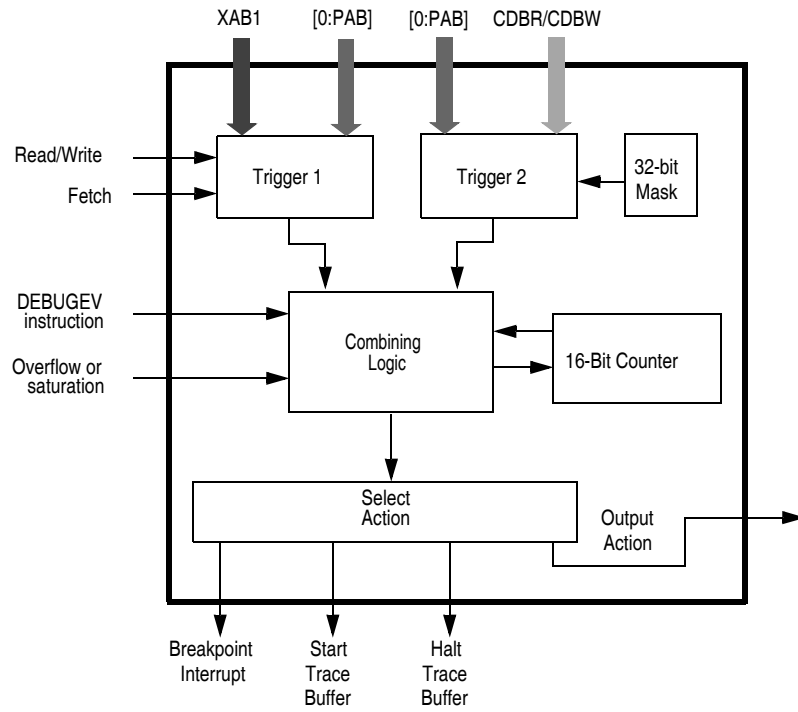 XAB1
[0:PAB]
[0:PAB]
CDBR/CDBW
Read/Write
Fetch
Trigger 1
Trigger 2
32-bit
Mask
DEBUGEV
instruction
Overflow or
saturation
Combining
Logic
16-Bit Counter
Select
Action
Output
Action
Breakpoint
Interrupt
Start
Trace
Buffer
Halt
Trace
Buffer